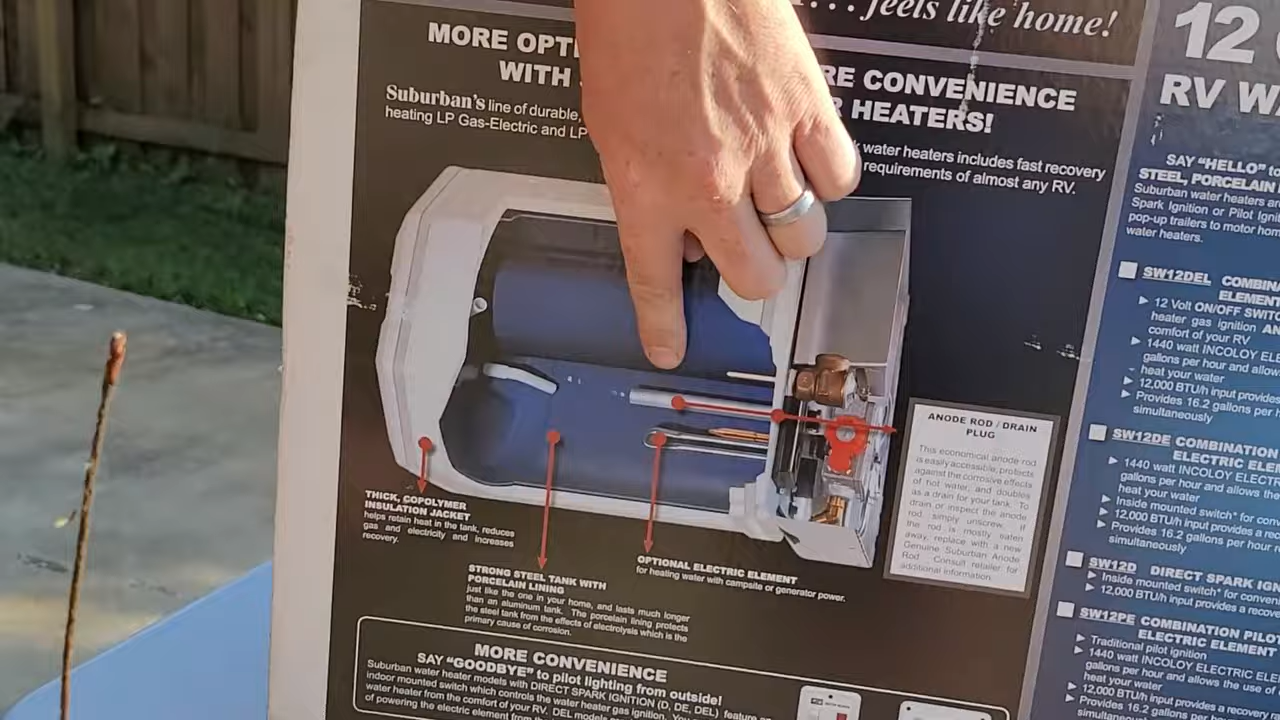 ... feels like home!
MORE OPT
WITH
RE CONVENIENCE
R HEATERS!
Suburban's line of durable,
heating LP Gas-Electric and LP
water heaters includes fast recovery
requirements of almost any RV.
THICK, COPOLYMER
INSULATION JACKET
helps retain heat in the tank, reduces
gas and electricity and increases
recovery.
STRONG STEEL TANK WITH
PORCELAIN LINING
just like the one in your home, and lasts much longer
than an aluminum tank. The porcelain lining protects
the steel tank from the effects of electrolysis which is the
primary cause of corrosion.
OPTIONAL ELECTRIC ELEMENT
for heating water with campsite or generator power.
ANODE ROD / DRAIN
PLUG
This economical anode rod
is easily accessible, protects
against the corrosive effects
of hot water, and doubles
as a drain for your tank. To
drain or inspect the anode
rod, simply unscrew. If
the rod is mostly eaten
away, replace with a new
Genuine Suburban Anode
Rod. Consult retailer for
additional information.
MORE CONVENIENCE
SAY "GOODBYE" to pilot lighting from outside!
Suburban water heater models with DIRECT SPARK IGNITION (D, DE, DEL) feature an
indoor mounted switch which controls the water heater gas ignition. You
water heater from the comfort of your RV. DEL models
of powering the electric element from the
12
RV W
SAY "HELLO" to
STEEL, PORCELAIN
Suburban water heaters are
Spark Ignition or Pilot Igni
pop-up trailers to motor hom
water heaters.
SW12DEL COMBINA
ELEMENT
▶ 12 Volt ON/OFF SWITC
heater gas ignition AN
comfort of your RV
▶ 1440 watt INCOLOY ELE
gallons per hour and allows
heat your water
▶ 12,000 BTU/h input provides
▶ Provides 16.2 gallons per h
simultaneously
SW12DE COMBINATION
ELECTRIC ELE
▶ 1440 watt INCOLOY ELECTRI
gallons per hour and allows the
heat your water
▶ Inside mounted switch* for conv
▶ 12,000 BTU/h input provides a reco
▶ Provides 16.2 gallons per hour
simultaneously
SW12D DIRECT SPARK IGN
▶ Inside mounted switch* for conveni
▶ 12,000 BTU/h input provides a recove
SW12PE COMBINATION PILOT
ELECTRIC ELEMENT
▶ Traditional pilot ignition
▶ 1440 watt INCOLOY ELECTRIC ELE
gallons per hour and allows the use of
heat your water
▶ 12,000 BTU/h input provides a recov
▶ Provides 16.2 gallons per hour
simultaneously